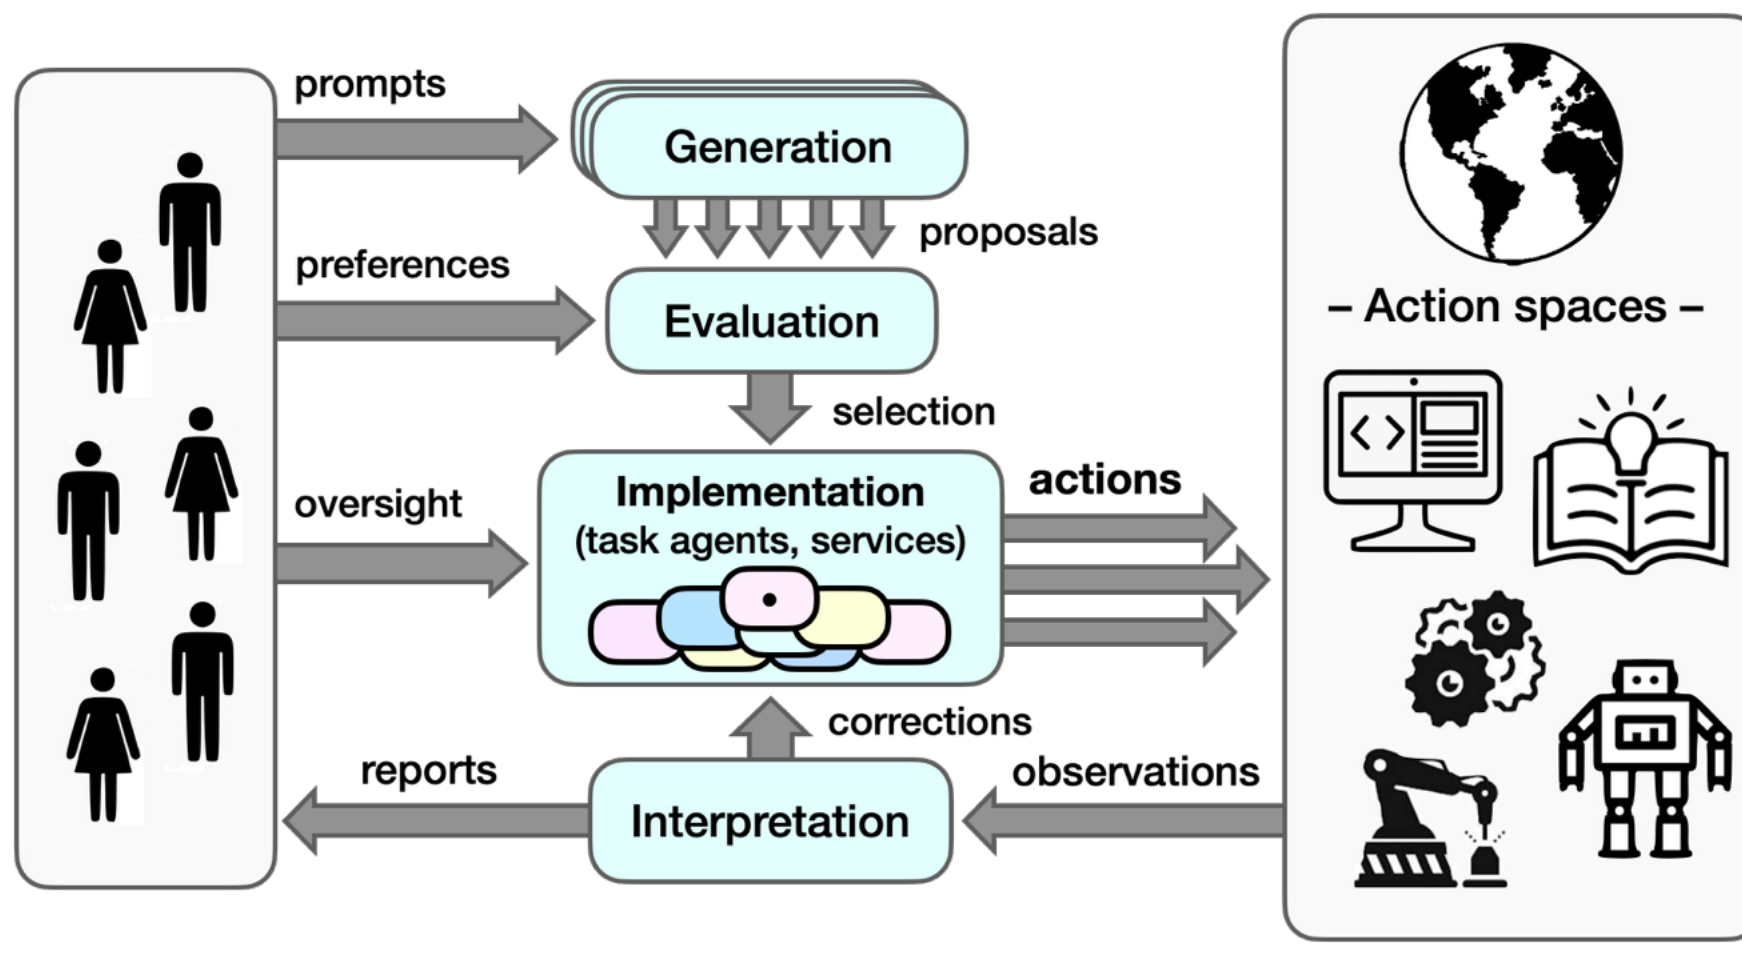 prompts
Generation
proposals
preferences
Evaluation
– Action spaces –
selection
oversight
Implementation
(task agents, services)
actions
corrections
reports
observations
Interpretation